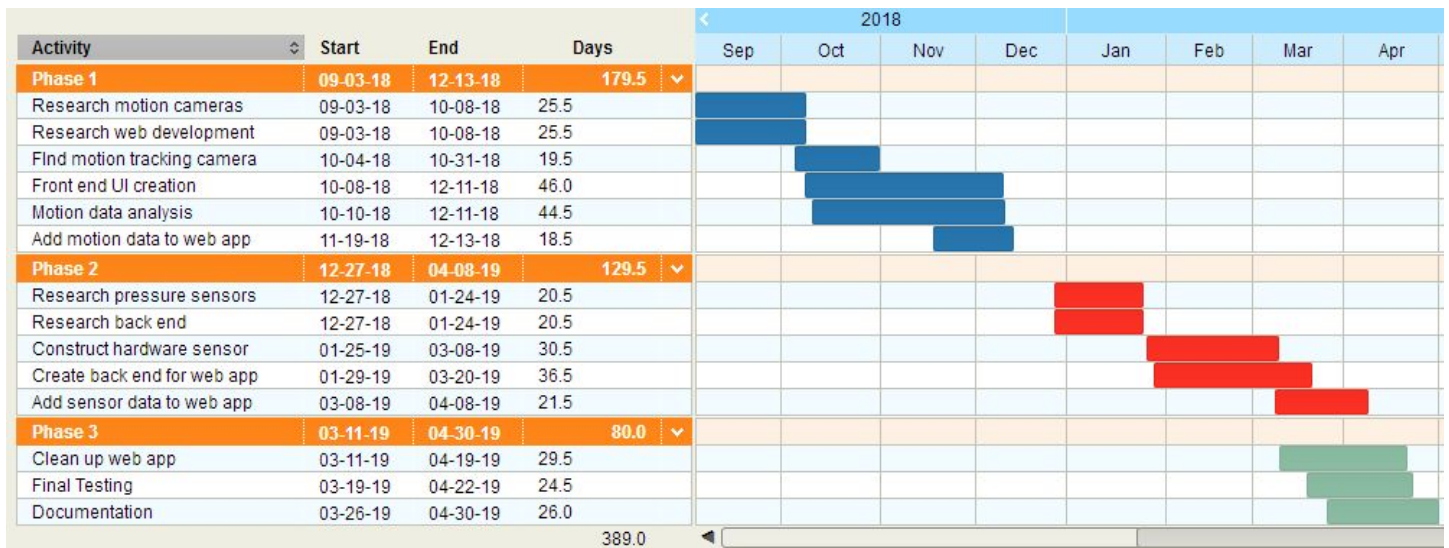 2018
Activity Start End Days Sep Oct Nov Dec Jan Feb Mar Apr
Phase 1 09-03-18 12-13-18 179.5
Research motion cameras 09-03-18 10-08-18 25.5
Research web development 09-03-18 10-08-18 25.5
FInd motion tracking camera 10-04-18 10-31-18 19.5
Front end UI creation 10-08-18 12-11-18 46.0
Motion data analysis 10-10-18 12-11-18 44.5
Add motion data to web app 11-19-18 12-13-18 18.5
Phase 2 12-27-18 04-08-19 129.5
Research pressure sensors 12-27-18 01-24-19 20.5
Research back end 12-27-18 01-24-19 20.5
Construct hardware sensor 01-25-19 03-08-19 30.5
Create back end for web app 01-29-19 03-20-19 36.5
Add sensor data to web app 03-08-19 04-08-19 21.5
Phase 3 03-11-19 04-30-19 80.0
Clean up web app 03-11-19 04-19-19 29.5
Final Testing 03-19-19 04-22-19 24.5
Documentation 03-26-19 04-30-19 26.0
389.0